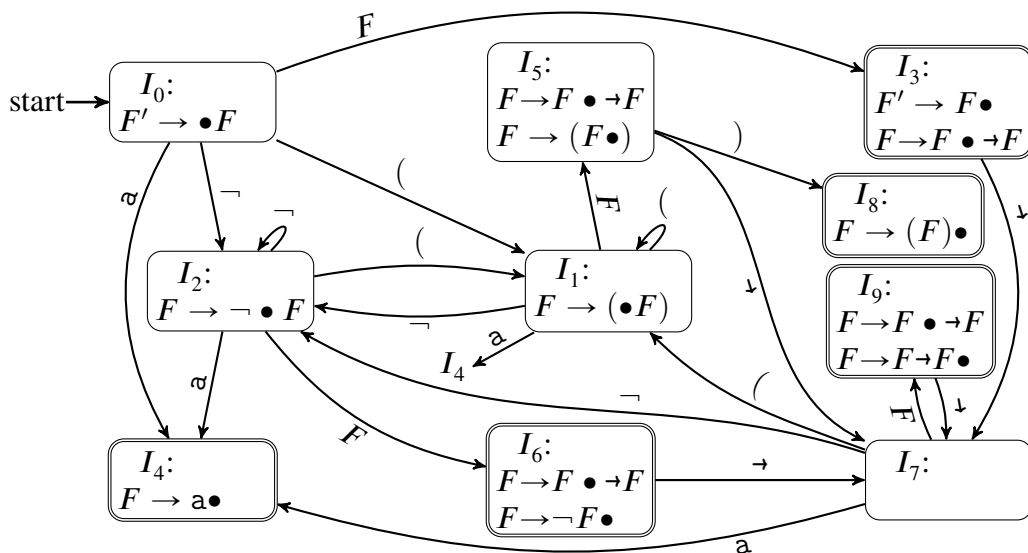 F
I₀:
F′ → •F
start
I₅:
F→F • →F
F → (F•)
I₃:
F′ → F•
F→F • →F
)
(
a
¬
¬
F
(
→
→
I₈:
F → (F)•
I₂:
F → ¬ • F
(
¬
I₁:
F → (•F)
I₉:
F→F • →F
F→F→F•
a
I₄
a
F
¬
(
F
→
I₄:
F → a•
I₆:
F→F • →F
F→¬F•
→
I₇:
a